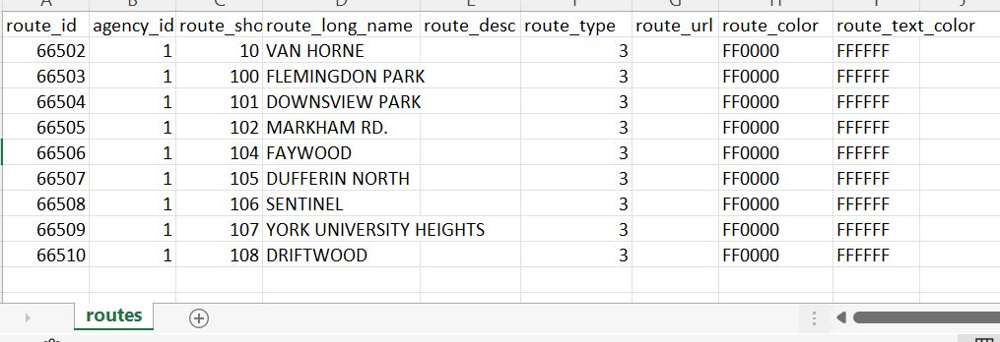 A B C D E F G H I J
route_id agency_id route_sho route_long_name route_desc route_type route_url route_color route_text_color
66502 1 10 VAN HORNE 3 FF0000 FFFFFF
66503 1 100 FLEMINGDON PARK 3 FF0000 FFFFFF
66504 1 101 DOWNSVIEW PARK 3 FF0000 FFFFFF
66505 1 102 MARKHAM RD. 3 FF0000 FFFFFF
66506 1 104 FAYWOOD 3 FF0000 FFFFFF
66507 1 105 DUFFERIN NORTH 3 FF0000 FFFFFF
66508 1 106 SENTINEL 3 FF0000 FFFFFF
66509 1 107 YORK UNIVERSITY HEIGHTS 3 FF0000 FFFFFF
66510 1 108 DRIFTWOOD 3 FF0000 FFFFFF
routes